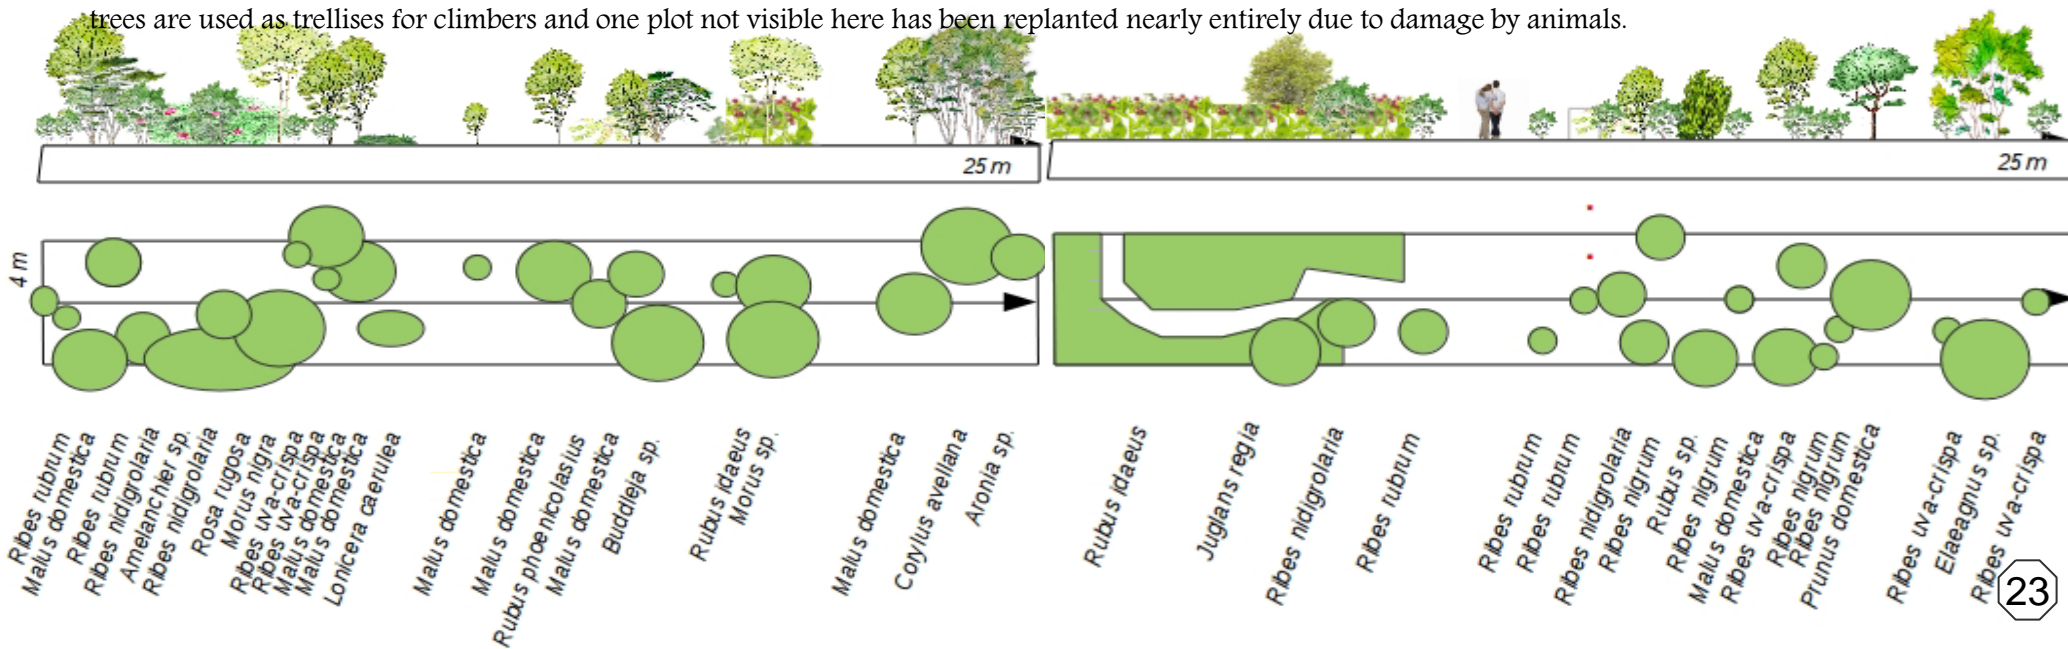 trees are used as trellises for climbers and one plot not visible here has been replanted nearly entirely due to damage by animals.
25 m
25 m
4 m
Ribes rubrum
Malus domestica
Ribes rubrum
Ribes nidigrolaria
Amelanchier sp.
Ribes nidigrolaria
Rosa rugosa
Morus nigra
Ribes uva-crispa
Ribes uva-crispa
Malus domestica
Malus domestica
Lonicera caerulea
Malus domestica
Malus domestica
Rubus phoenicolasius
Malus domestica
Buddleja sp.
Rubus idaeus
Morus sp.
Malus domestica
Corylus avellana
Aronia sp.
Rubus idaeus
Juglans regia
Ribes nidigrolaria
Ribes rubrum
Ribes rubrum
Ribes rubrum
Ribes nidigrolaria
Ribes nigrum
Rubus sp.
Ribes nigrum
Malus domestica
Ribes uva-crispa
Ribes nigrum
Ribes nigrum
Prunus domestica
Ribes uva-crispa
Elaeagnus sp.
Ribes uva-crispa
23